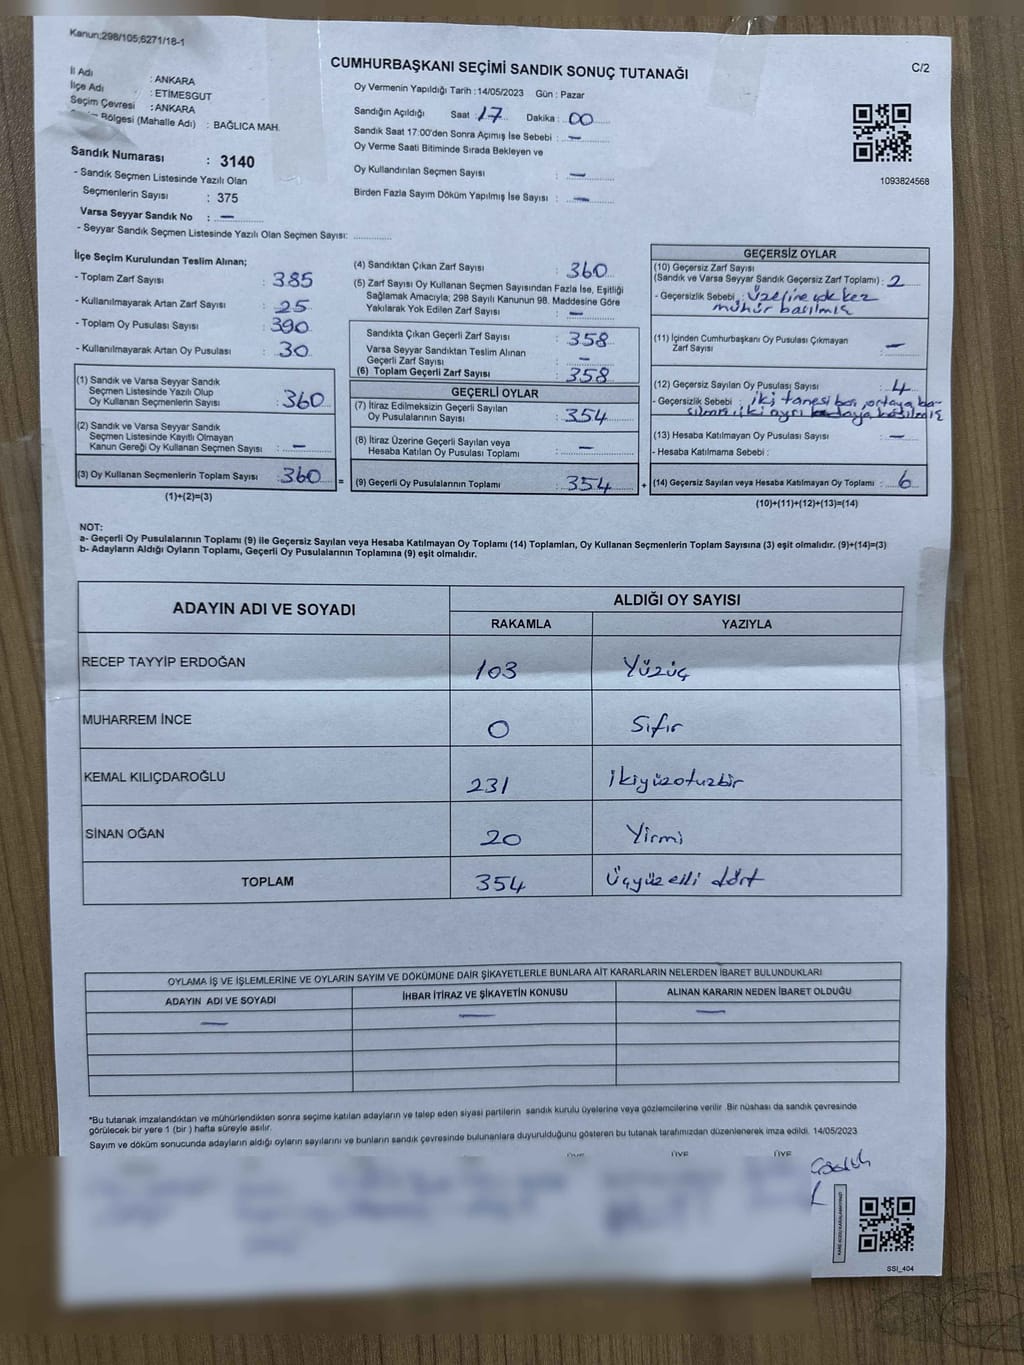 Kanun;298/105;6271/18-1
CUMHURBAŞKANI SEÇİMİ SANDIK SONUÇ TUTANAĞI
C/2
İl Adı : ANKARA
İlçe Adı : ETİMESGUT
Seçim Çevresi : ANKARA
Bölgesi (Mahalle Adı) : BAĞLICA MAH.
Sandık Numarası : 3140
- Sandık Seçmen Listesinde Yazılı Olan
Seçmenlerin Sayısı : 375
Varsa Seyyar Sandık No : —
- Seyyar Sandık Seçmen Listesinde Yazılı Olan Seçmen Sayısı: ............
Oy Vermenin Yapıldığı Tarih : 14/05/2023 Gün : Pazar
Sandığın Açıldığı Saat : 17 Dakika : 00
Sandık Saat 17:00'den Sonra Açımış İse Sebebi : —
Oy Verme Saati Bitiminde Sırada Bekleyen ve
Oy Kullandırılan Seçmen Sayısı : —
Birden Fazla Sayım Döküm Yapılmış İse Sayısı : —
1093824568
İlçe Seçim Kurulundan Teslim Alınan;
- Toplam Zarf Sayısı : 385
- Kullanılmayarak Artan Zarf Sayısı : 25
- Toplam Oy Pusulası Sayısı : 390
- Kullanılmayarak Artan Oy Pusulası : 30
(1) Sandık ve Varsa Seyyar Sandık
Seçmen Listesinde Yazılı Olup
Oy Kullanan Seçmenlerin Sayısı : 360
(2) Sandık ve Varsa Seyyar Sandık
Seçmen Listesinde Kayıtlı Olmayan
Kanun Gereği Oy Kullanan Seçmen Sayısı : —
(3) Oy Kullanan Seçmenlerin Toplam Sayısı : 360 =
(1)+(2)=(3)
(4) Sandıktan Çıkan Zarf Sayısı : 360
(5) Zarf Sayısı Oy Kullanan Seçmen Sayısından Fazla İse, Eşitliği
Sağlamak Amacıyla; 298 Sayılı Kanunun 98. Maddesine Göre
Yakılarak Yok Edilen Zarf Sayısı : —
Sandıkta Çıkan Geçerli Zarf Sayısı : 358
Varsa Seyyar Sandıktan Teslim Alınan
Geçerli Zarf Sayısı : —
(6) Toplam Geçerli Zarf Sayısı : 358
GEÇERLİ OYLAR
(7) İtiraz Edilmeksizin Geçerli Sayılan
Oy Pusulalarının Sayısı : 354
(8) İtiraz Üzerine Geçerli Sayılan veya
Hesaba Katılan Oy Pusulası Toplamı : —
(9) Geçerli Oy Pusulalarının Toplamı : 354 +
GEÇERSİZ OYLAR
(10) Geçersiz Zarf Sayısı
(Sandık ve Varsa Seyyar Sandık Geçersiz Zarf Toplamı) : 2
- Geçersizlik Sebebi : üzerine çok kez
mühür basılmış
(11) İçinden Cumhurbaşkanı Oy Pusulası Çıkmayan
Zarf Sayısı : —
(12) Geçersiz Sayılan Oy Pusulası Sayısı : 4
- Geçersizlik Sebebi : iki tanesi boş, ortaya ba-
sılmış, iki ayrı adaya basılmış
(13) Hesaba Katılmayan Oy Pusulası Sayısı : —
- Hesaba Katılmama Sebebi :
(14) Geçersiz Sayılan veya Hesaba Katılmayan Oy Toplamı : 6
(10)+(11)+(12)+(13)=(14)
NOT:
a- Geçerli Oy Pusulalarının Toplamı (9) ile Geçersiz Sayılan veya Hesaba Katılmayan Oy Toplamı (14) Toplamları, Oy Kullanan Seçmenlerin Toplam Sayısına (3) eşit olmalıdır. (9)+(14)=(3)
b- Adayların Aldığı Oyların Toplamı, Geçerli Oy Pusulalarının Toplamına (9) eşit olmalıdır.
ADAYIN ADI VE SOYADI ALDIĞI OY SAYISI
RAKAMLA YAZIYLA
RECEP TAYYİP ERDOĞAN 103 Yüzüç
MUHARREM İNCE 0 Sıfır
KEMAL KILIÇDAROĞLU 231 ikiyüzotuzbir
SİNAN OĞAN 20 Yirmi
TOPLAM 354 Üçyüz elli dört
OYLAMA İŞ VE İŞLEMLERİNE VE OYLARIN SAYIM VE DÖKÜMÜNE DAİR ŞİKAYETLERLE BUNLARA AİT KARARLARIN NELERDEN İBARET BULUNDUKLARI
ADAYIN ADI VE SOYADI İHBAR İTİRAZ VE ŞİKAYETİN KONUSU ALINAN KARARIN NEDEN İBARET OLDUĞU
— — —
*Bu tutanak imzalandıktan ve mühürlendikten sonra seçime katılan adayların ve talep eden siyasi partilerin sandık kurulu üyelerine veya gözlemcilerine verilir. Bir nüshası da sandık çevresinde
görülecek bir yere 1 (bir ) hafta süreyle asılır.
Sayım ve döküm sonucunda adayların aldığı oyların sayılarını ve bunların sandık çevresinde bulunanlara duyurulduğunu gösteren bu tutanak tarafımızdan düzenlenerek imza edildi. 14/05/2023
ÜYE ÜYE ÜYE
SSİ_404